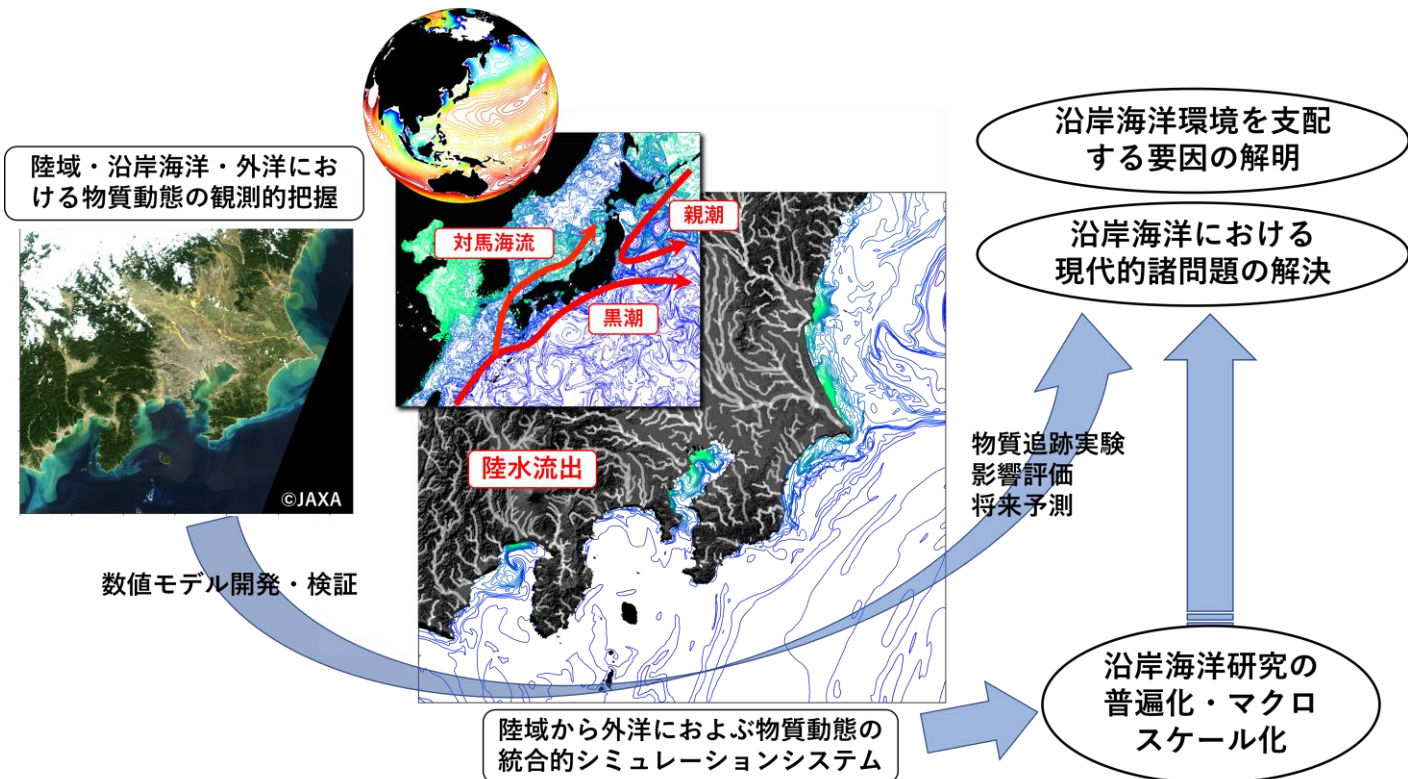 沿岸海洋環境を支配
する要因の解明
陸域・沿岸海洋・外洋にお
ける物質動態の観測的把握
親潮
対馬海流
沿岸海洋における
現代的諸問題の解決
黒潮
物質追跡実験
影響評価
将来予測
陸水流出
©JAXA
数値モデル開発・検証
沿岸海洋研究の
普遍化・マクロ
スケール化
陸域から外洋におよぶ物質動態の
統合的シミュレーションシステム